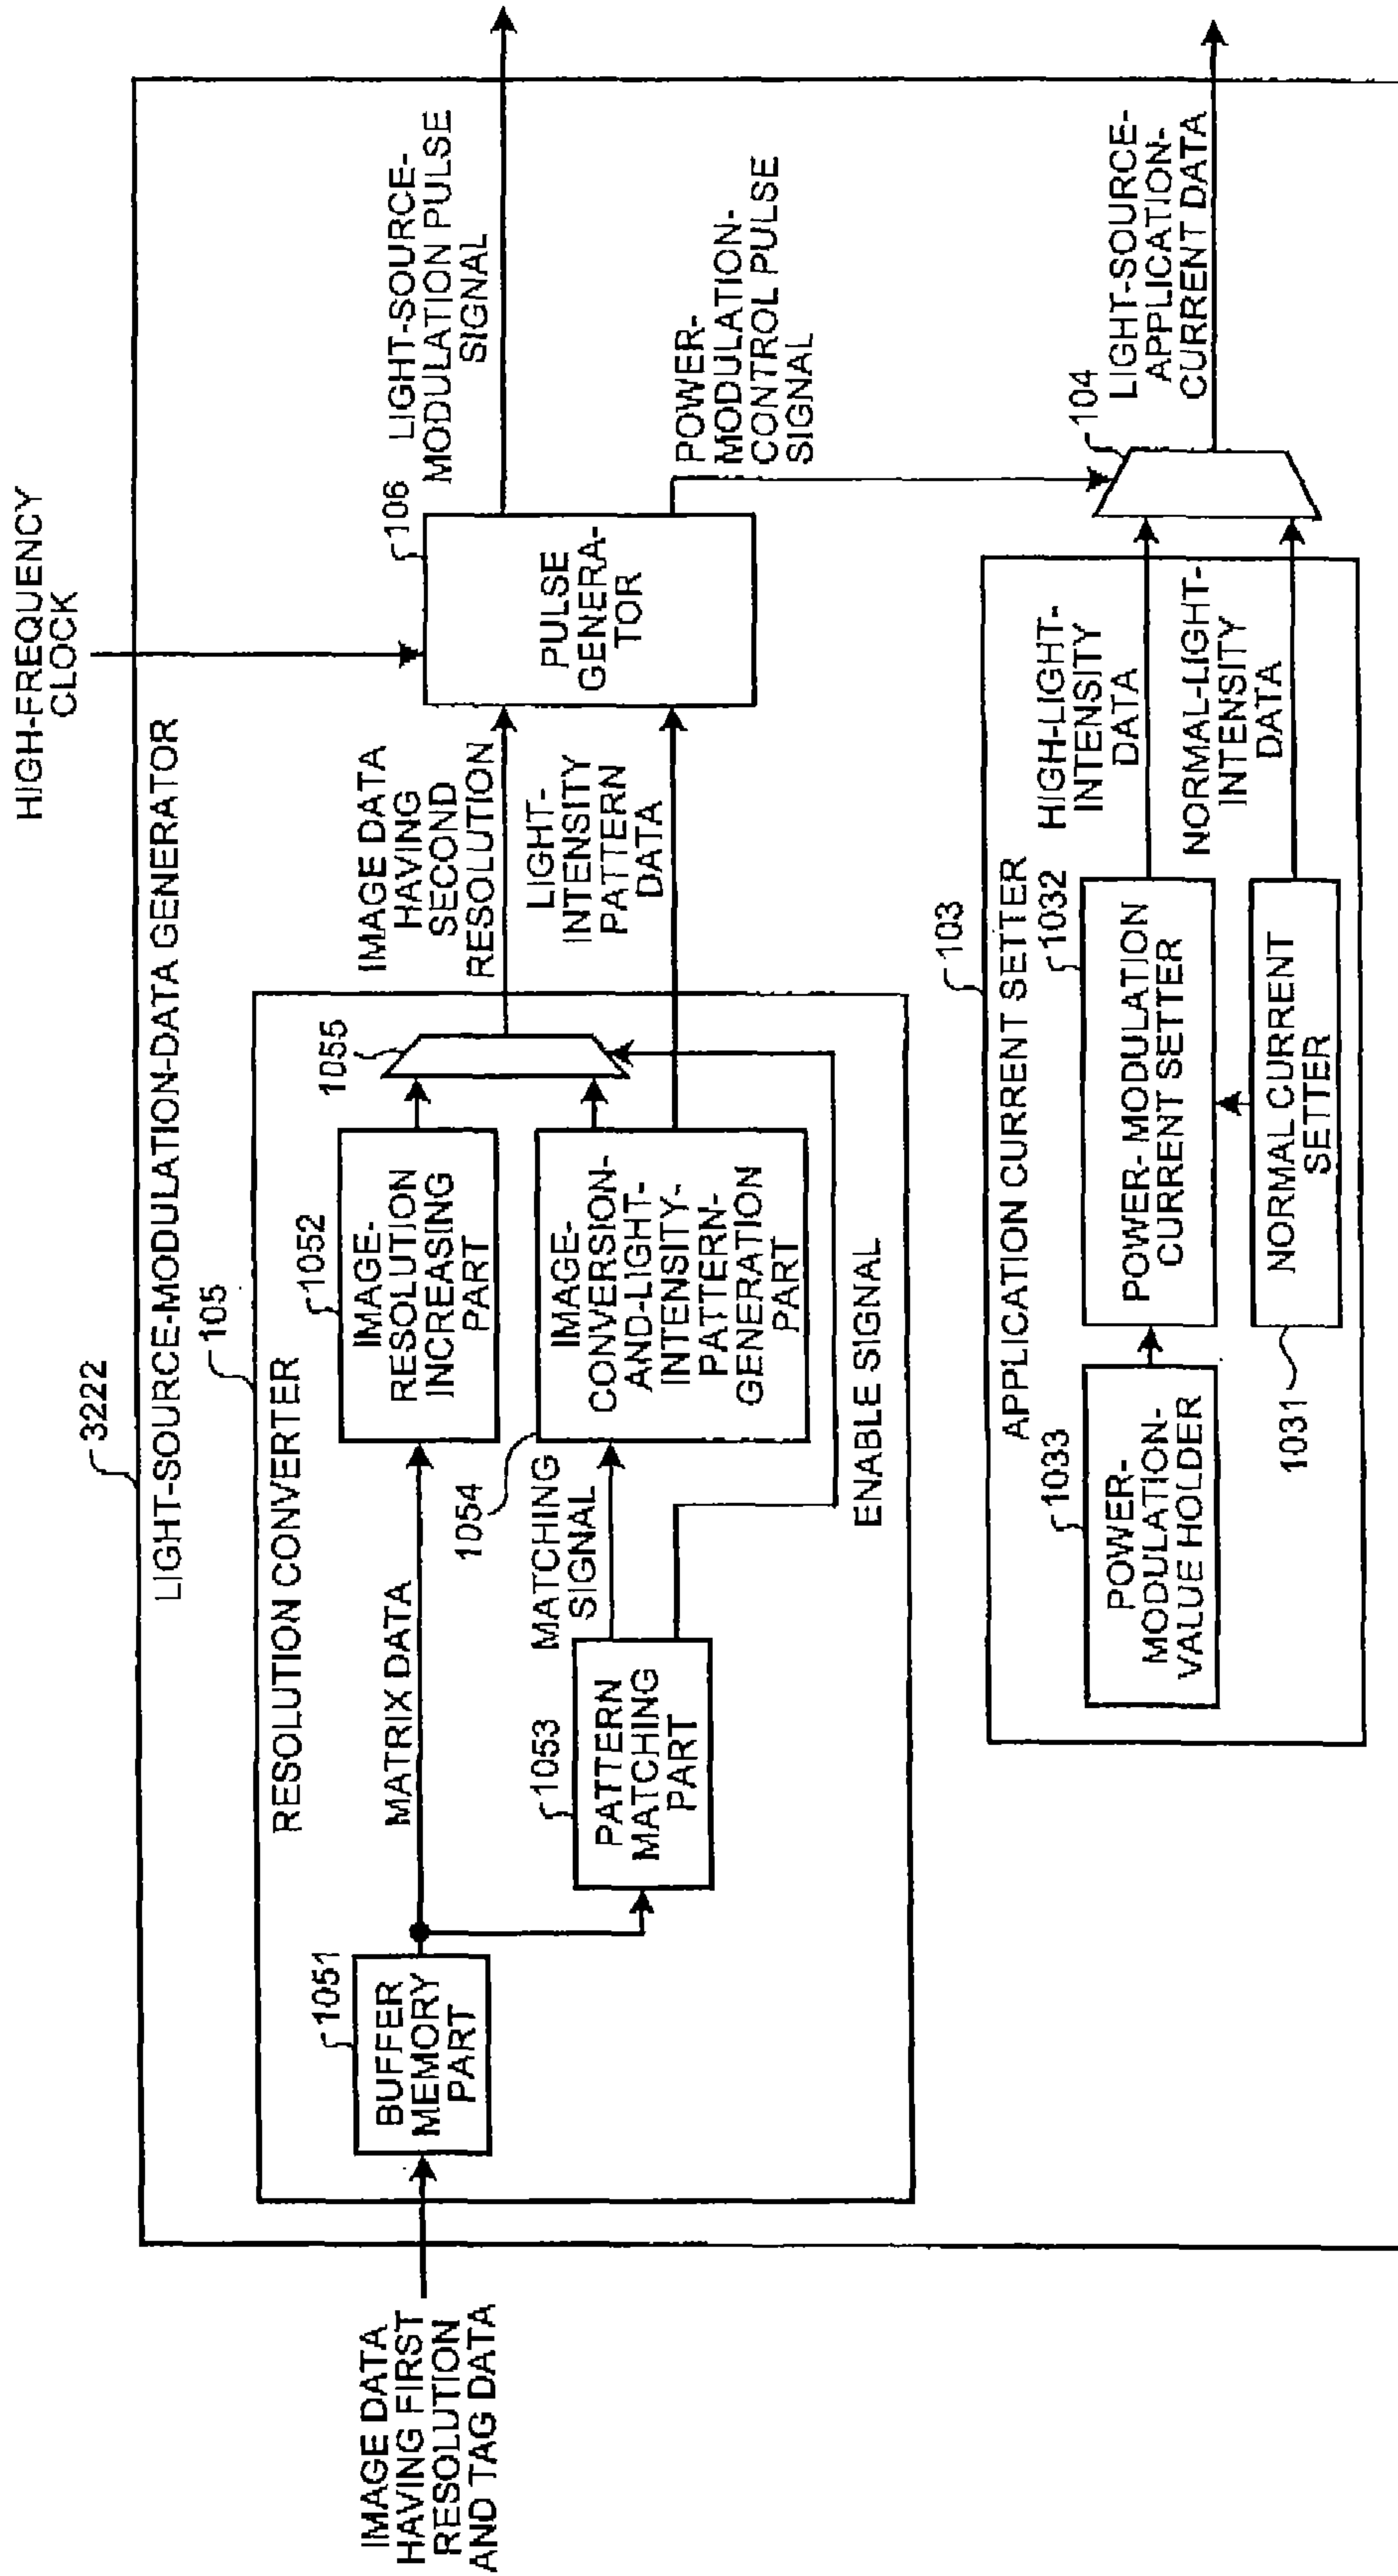 HIGH-FREQUENCY
CLOCK
3222
LIGHT-SOURCE-MODULATION-DATA GENERATOR
105
RESOLUTION CONVERTER
IMAGE DATA
HAVING FIRST
RESOLUTION
AND TAG DATA
1051
BUFFER
MEMORY
PART
MATRIX DATA
1052
IMAGE-
RESOLUTION
INCREASING
PART
1053
PATTERN
MATCHING
PART
MATCHING
SIGNAL
1054
IMAGE-
CONVERSION-
AND-LIGHT-
INTENSITY-
PATTERN-
GENERATION
PART
ENABLE SIGNAL
1055
IMAGE DATA
HAVING
SECOND
RESOLUTION
LIGHT-
INTENSITY
PATTERN
DATA
106
PULSE
GENERA-
TOR
LIGHT-SOURCE-
MODULATION PULSE
SIGNAL
POWER-
MODULATION-
CONTROL PULSE
SIGNAL
103
APPLICATION CURRENT SETTER
1033
POWER-
MODULATION-
VALUE HOLDER
1032
POWER- MODULATION
CURRENT SETTER
1031
NORMAL CURRENT
SETTER
HIGH-LIGHT-
INTENSITY
DATA
NORMAL-LIGHT-
INTENSITY
DATA
104
LIGHT-SOURCE-
APPLICATION-
CURRENT DATA